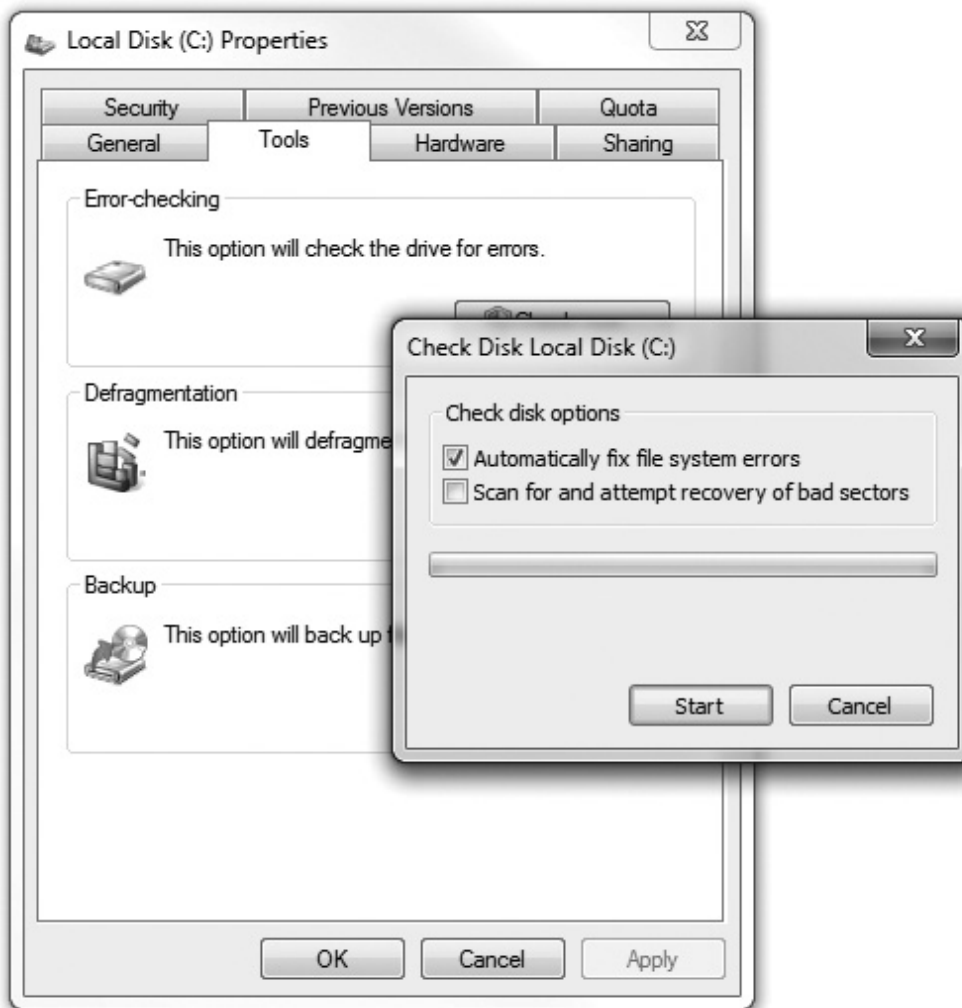 Local Disk (C:) Properties
Security Previous Versions Quota
General Tools Hardware Sharing
Error-checking
This option will check the drive for errors.
Check Disk Local Disk (C:)
Check disk options
Automatically fix file system errors
Scan for and attempt recovery of bad sectors
Start Cancel
Defragmentation
This option will
Backup
This option will back up
OK Cancel Apply